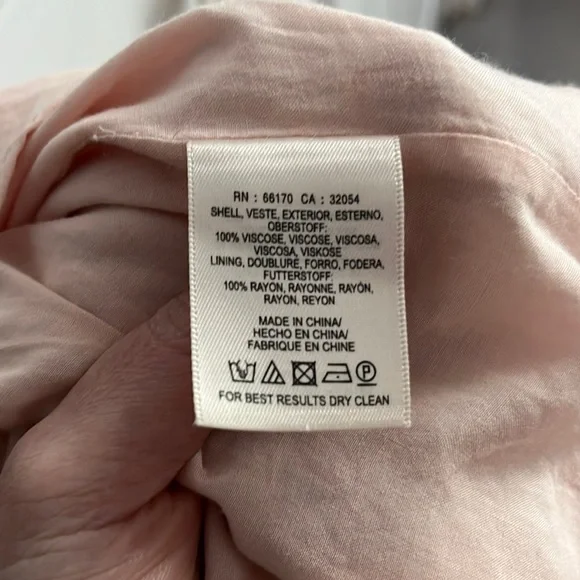 RN : 66170 CA : 32054
SHELL, VESTE, EXTERIOR, ESTERNO,
OBERSTOFF:
100% VISCOSE, VISCOSE, VISCOSA,
VISCOSA, VISKOSE
LINING, DOUBLURE, FORRO, FODERA,
FUTTERSTOFF:
100% RAYON, RAYONNE, RAYÓN,
RAYON, REYON
MADE IN CHINA/
HECHO EN CHINA/
FABRIQUE EN CHINE
P
FOR BEST RESULTS DRY CLEAN